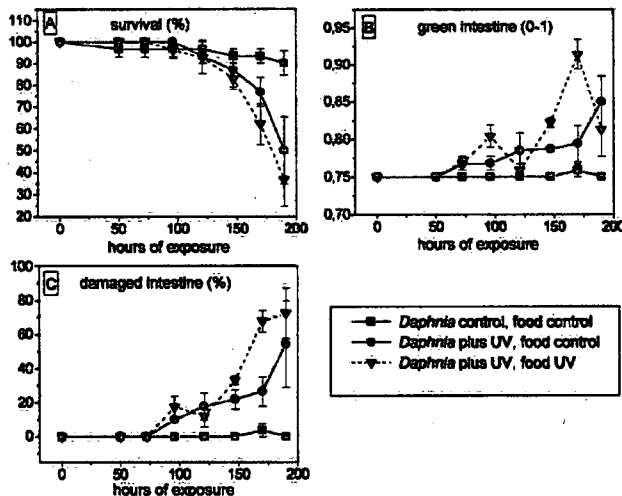 A survival (%)
110
100
90
80
70
60
50
40
30
20
0 50 100 150 200
hours of exposure
B green intestine (0-1)
0,95
0,90
0,85
0,80
0,75
0,70
0 50 100 150 200
hours of exposure
C damaged intestine (%)
100
80
60
40
20
0
0 50 100 150 200
hours of exposure
Daphnia control, food control
Daphnia plus UV, food control
Daphnia plus UV, food UV